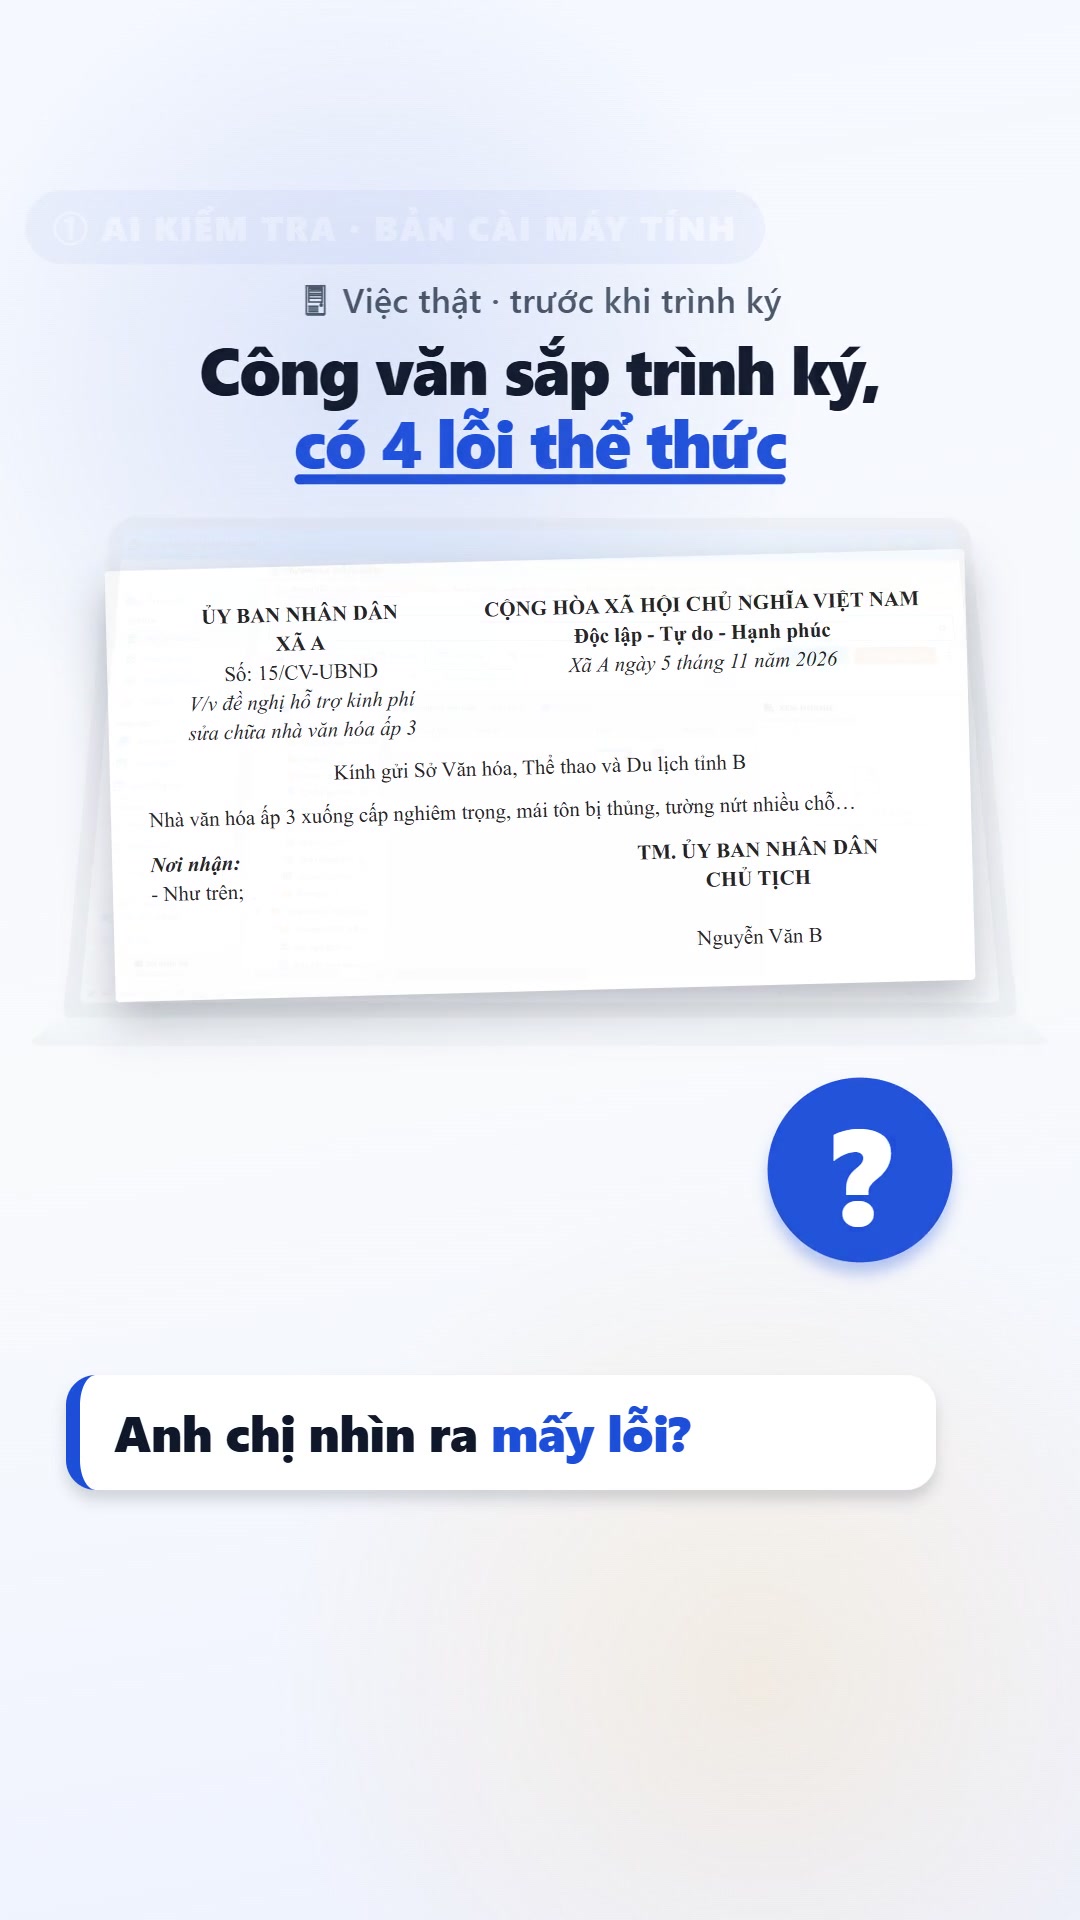 ① AI KIỂM TRA · BẢN CÀI MÁY TÍNH
Việc thật · trước khi trình ký
Công văn sắp trình ký,
có 4 lỗi thể thức
ỦY BAN NHÂN DÂN
XÃ A
Số: 15/CV-UBND
V/v đề nghị hỗ trợ kinh phí
sửa chữa nhà văn hóa ấp 3
CỘNG HÒA XÃ HỘI CHỦ NGHĨA VIỆT NAM
Độc lập - Tự do - Hạnh phúc
Xã A ngày 5 tháng 11 năm 2026
Kính gửi Sở Văn hóa, Thể thao và Du lịch tỉnh B
Nhà văn hóa ấp 3 xuống cấp nghiêm trọng, mái tôn bị thủng, tường nứt nhiều chỗ…
Nơi nhận:
- Như trên;
TM. ỦY BAN NHÂN DÂN
CHỦ TỊCH
Nguyễn Văn B
?
Anh chị nhìn ra mấy lỗi?